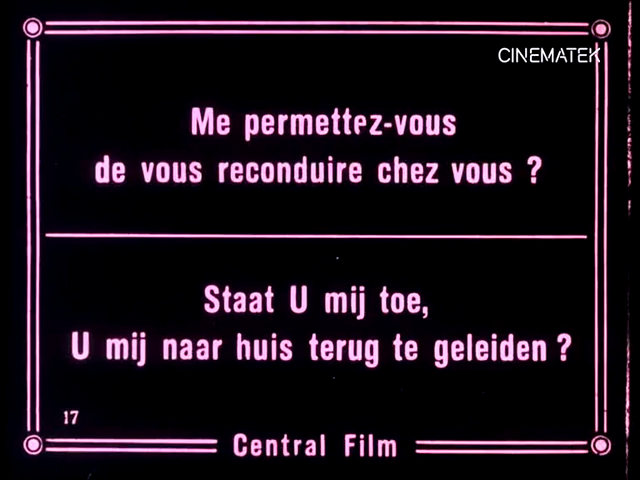 CINEMATEK
Me permettez-vous
de vous reconduire chez vous ?
Staat U mij toe,
U mij naar huis terug te geleiden ?
17
Central Film